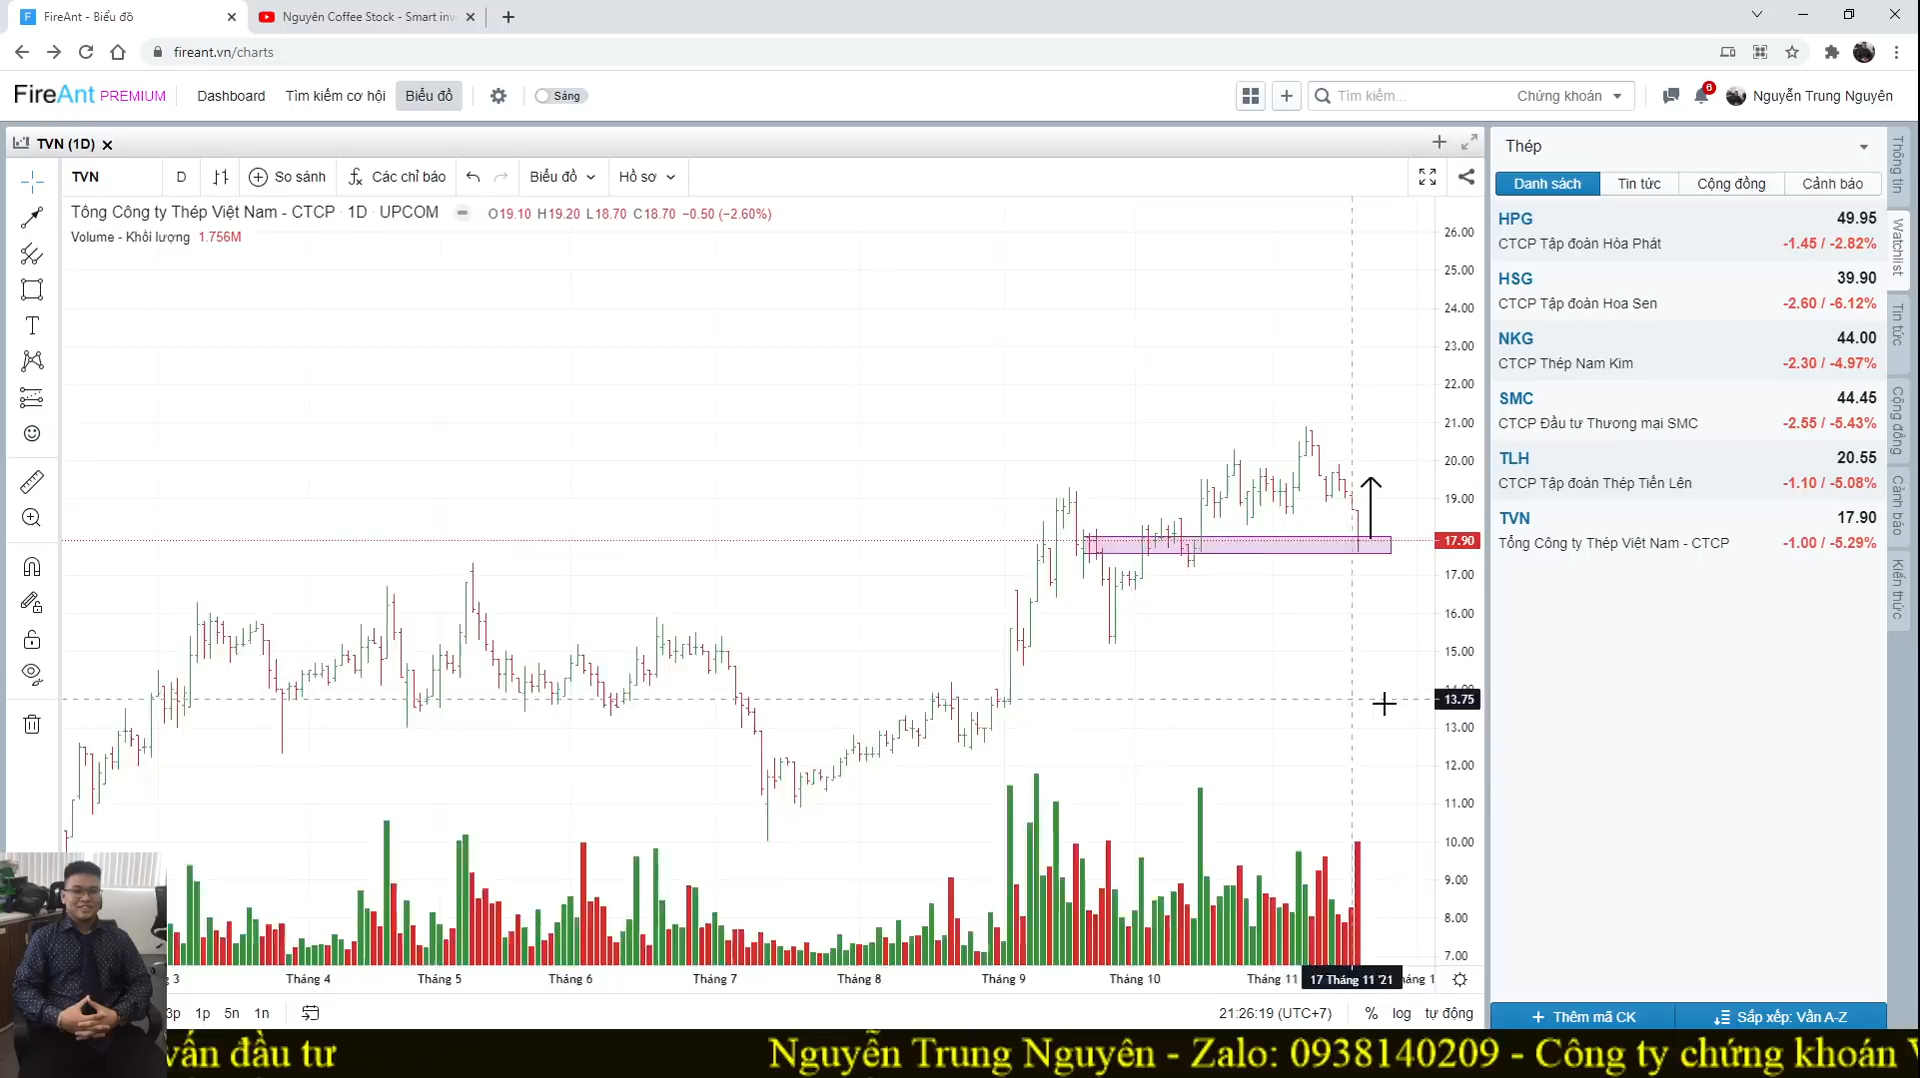 FireAnt - Biểu đồ
Nguyên Coffee Stock - Smart inv
fireant.vn/charts
FireAnt PREMIUM
Dashboard
Tìm kiếm cơ hội
Biểu đồ
Sáng
Tìm kiếm...
Chứng khoán
6
Nguyễn Trung Nguyên
TVN (1D)
TVN
D
So sánh
Các chỉ báo
Biểu đồ
Hồ sơ
Tổng Công ty Thép Việt Nam - CTCP · 1D · UPCOM
O19.10 H19.20 L18.70 C18.70 −0.50 (−2.60%)
Volume - Khối lượng 1.756M
26.00
25.00
24.00
23.00
22.00
21.00
20.00
19.00
17.90
17.00
16.00
15.00
13.75
13.00
12.00
11.00
10.00
9.00
8.00
7.00
3
Tháng 4
Tháng 5
Tháng 6
Tháng 7
Tháng 8
Tháng 9
Tháng 10
Tháng 11
17 Tháng 11 '21
háng 1
3p
1p
5n
1n
21:26:19 (UTC+7)
%
log
tự động
Thép
Danh sách
Tin tức
Cộng đồng
Cảnh báo
HPG 49.95
CTCP Tập đoàn Hòa Phát -1.45 / -2.82%
HSG 39.90
CTCP Tập đoàn Hoa Sen -2.60 / -6.12%
NKG 44.00
CTCP Thép Nam Kim -2.30 / -4.97%
SMC 44.45
CTCP Đầu tư Thương mại SMC -2.55 / -5.43%
TLH 20.55
CTCP Tập đoàn Thép Tiến Lên -1.10 / -5.08%
TVN 17.90
Tổng Công ty Thép Việt Nam - CTCP -1.00 / -5.29%
Thêm mã CK
Sắp xếp: Vần A-Z
Thông tin
Watchlist
Tin tức
Cộng đồng
Cảnh báo
Kiến thức
vấn đầu tư
Nguyễn Trung Nguyên - Zalo: 0938140209 - Công ty chứng khoán V